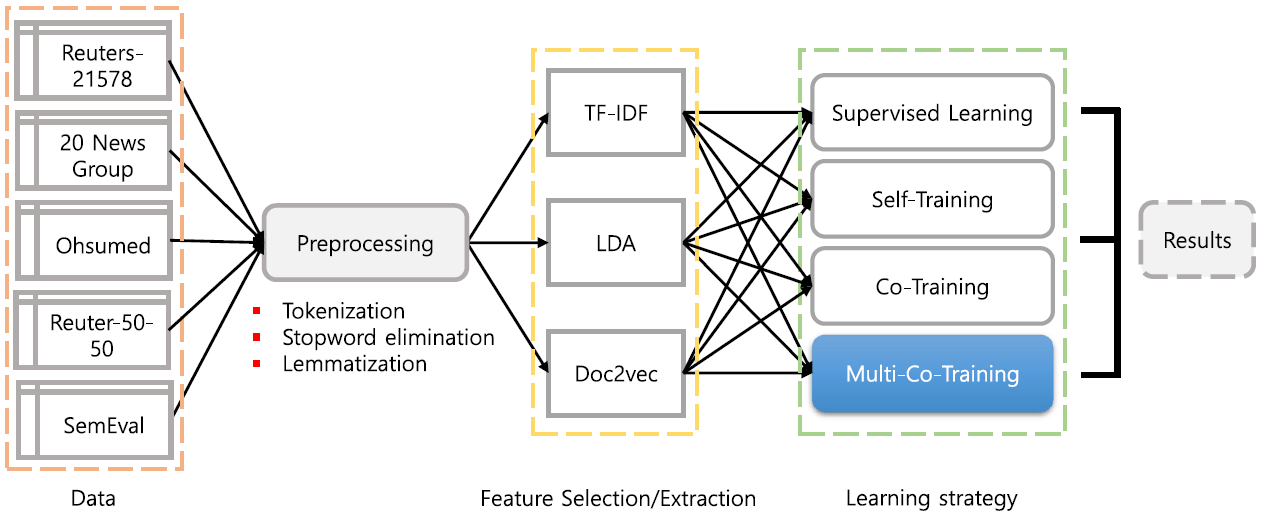 Reuters-
21578
20 News
Group
Ohsumed
Reuter-50-
50
SemEval
Data
Preprocessing
Tokenization
Stopword elimination
Lemmatization
TF-IDF
LDA
Doc2vec
Feature Selection/Extraction
Supervised Learning
Self-Training
Co-Training
Multi-Co-Training
Learning strategy
Results